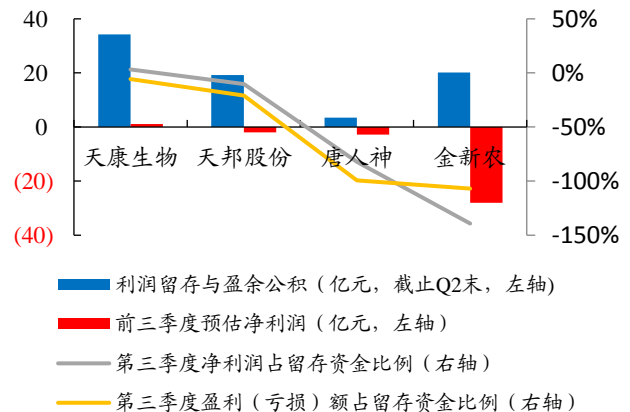 40
20
0
(20)
(40)
50%
0%
-50%
-100%
-150%
天康生物 天邦股份 唐人神 金新农
利润留存与盈余公积（亿元，截止Q2末，左轴)
前三季度预估净利润（亿元，左轴）
第三季度净利润占留存资金比例（右轴）
第三季度盈利（亏损）额占留存资金比例（右轴）